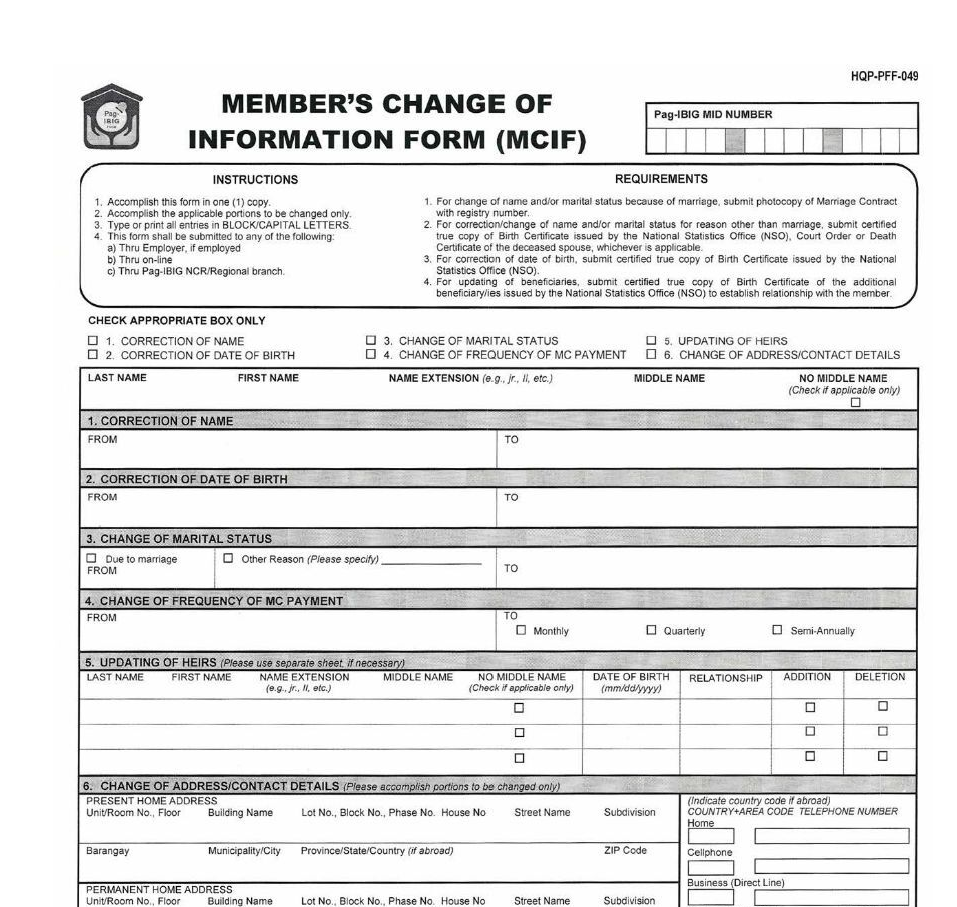 HQP-PFF-049
Pag-IBIG
MEMBER'S CHANGE OF
INFORMATION FORM (MCIF)
Pag-IBIG MID NUMBER
INSTRUCTIONS
1. Accomplish this form in one (1) copy.
2. Accomplish the applicable portions to be changed only.
3. Type or print all entries in BLOCK/CAPITAL LETTERS.
4. This form shall be submitted to any of the following:
a) Thru Employer, if employed
b) Thru on-line
c) Thru Pag-IBIG NCR/Regional branch.
REQUIREMENTS
1. For change of name and/or marital status because of marriage, submit photocopy of Marriage Contract
with registry number.
2. For correction/change of name and/or marital status for reason other than marriage, submit certified
true copy of Birth Certificate issued by the National Statistics Office (NSO), Court Order or Death
Certificate of the deceased spouse, whichever is applicable.
3. For correction of date of birth, submit certified true copy of Birth Certificate issued by the National
Statistics Office (NSO).
4. For updating of beneficiaries, submit certified true copy of Birth Certificate of the additional
beneficiary/ies issued by the National Statistics Office (NSO) to establish relationship with the member.
CHECK APPROPRIATE BOX ONLY
☐ 1. CORRECTION OF NAME ☐ 3. CHANGE OF MARITAL STATUS ☐ 5. UPDATING OF HEIRS
☐ 2. CORRECTION OF DATE OF BIRTH ☐ 4. CHANGE OF FREQUENCY OF MC PAYMENT ☐ 6. CHANGE OF ADDRESS/CONTACT DETAILS
LAST NAME FIRST NAME NAME EXTENSION (e.g., jr., II, etc.) MIDDLE NAME NO MIDDLE NAME
(Check if applicable only)
☐
1. CORRECTION OF NAME
FROM TO
2. CORRECTION OF DATE OF BIRTH
FROM TO
3. CHANGE OF MARITAL STATUS
☐ Due to marriage ☐ Other Reason (Please specify)
FROM TO
4. CHANGE OF FREQUENCY OF MC PAYMENT
FROM TO
☐ Monthly ☐ Quarterly ☐ Semi-Annually
5. UPDATING OF HEIRS (Please use separate sheet, if necessary)
LAST NAME FIRST NAME NAME EXTENSION MIDDLE NAME NO MIDDLE NAME DATE OF BIRTH RELATIONSHIP ADDITION DELETION
(e.g., jr., II, etc.) (Check if applicable only) (mm/dd/yyyy)
☐ ☐ ☐
☐ ☐ ☐
☐ ☐ ☐
6. CHANGE OF ADDRESS/CONTACT DETAILS (Please accomplish portions to be changed only)
PRESENT HOME ADDRESS (Indicate country code if abroad)
Unit/Room No., Floor Building Name Lot No., Block No., Phase No. House No Street Name Subdivision COUNTRY+AREA CODE TELEPHONE NUMBER
Home
Barangay Municipality/City Province/State/Country (if abroad) ZIP Code Cellphone
Business (Direct Line)
PERMANENT HOME ADDRESS
Unit/Room No., Floor Building Name Lot No., Block No., Phase No. House No Street Name Subdivision